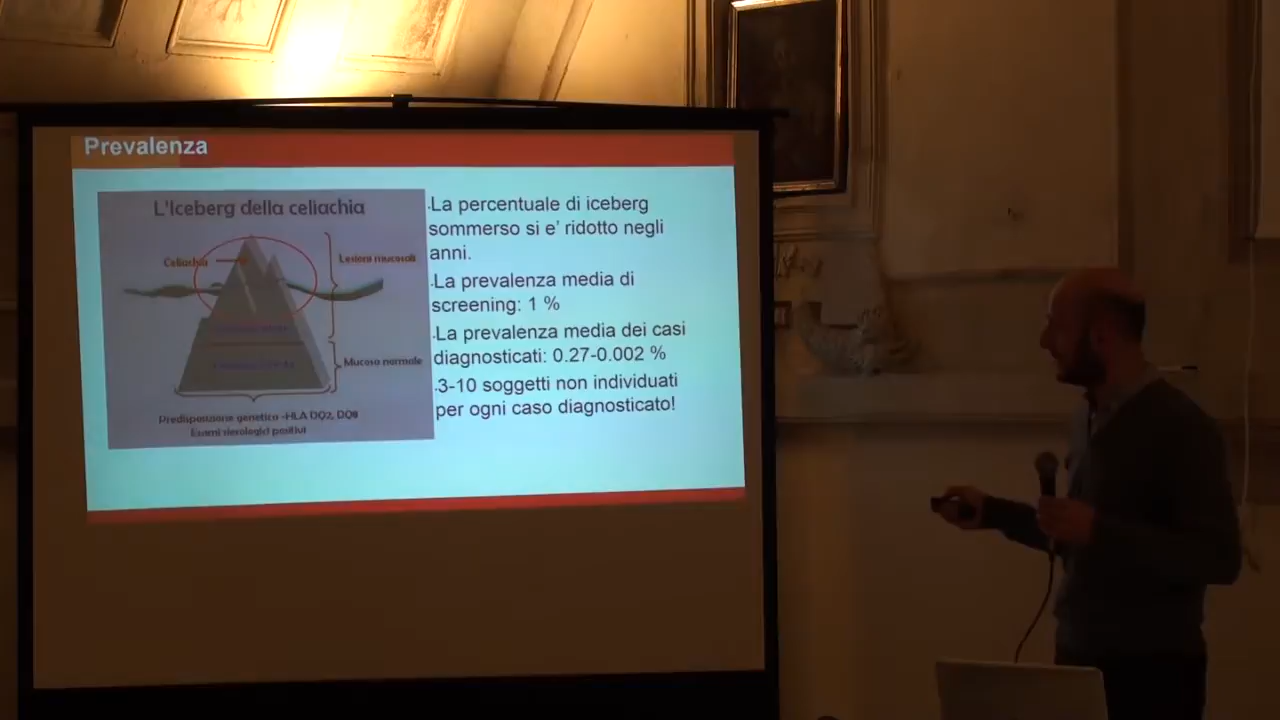 Prevalenza
L'Iceberg della celiachia
Celiachia
Lesioni mucosali
Mucosa normale
Predisposizione genetica -HLA DQ2, DQ8
Esami sierologici positivi
.La percentuale di iceberg
sommerso si e' ridotto negli
anni.
.La prevalenza media di
screening: 1 %
.La prevalenza media dei casi
diagnosticati: 0.27-0.002 %
.3-10 soggetti non individuati
per ogni caso diagnosticato!